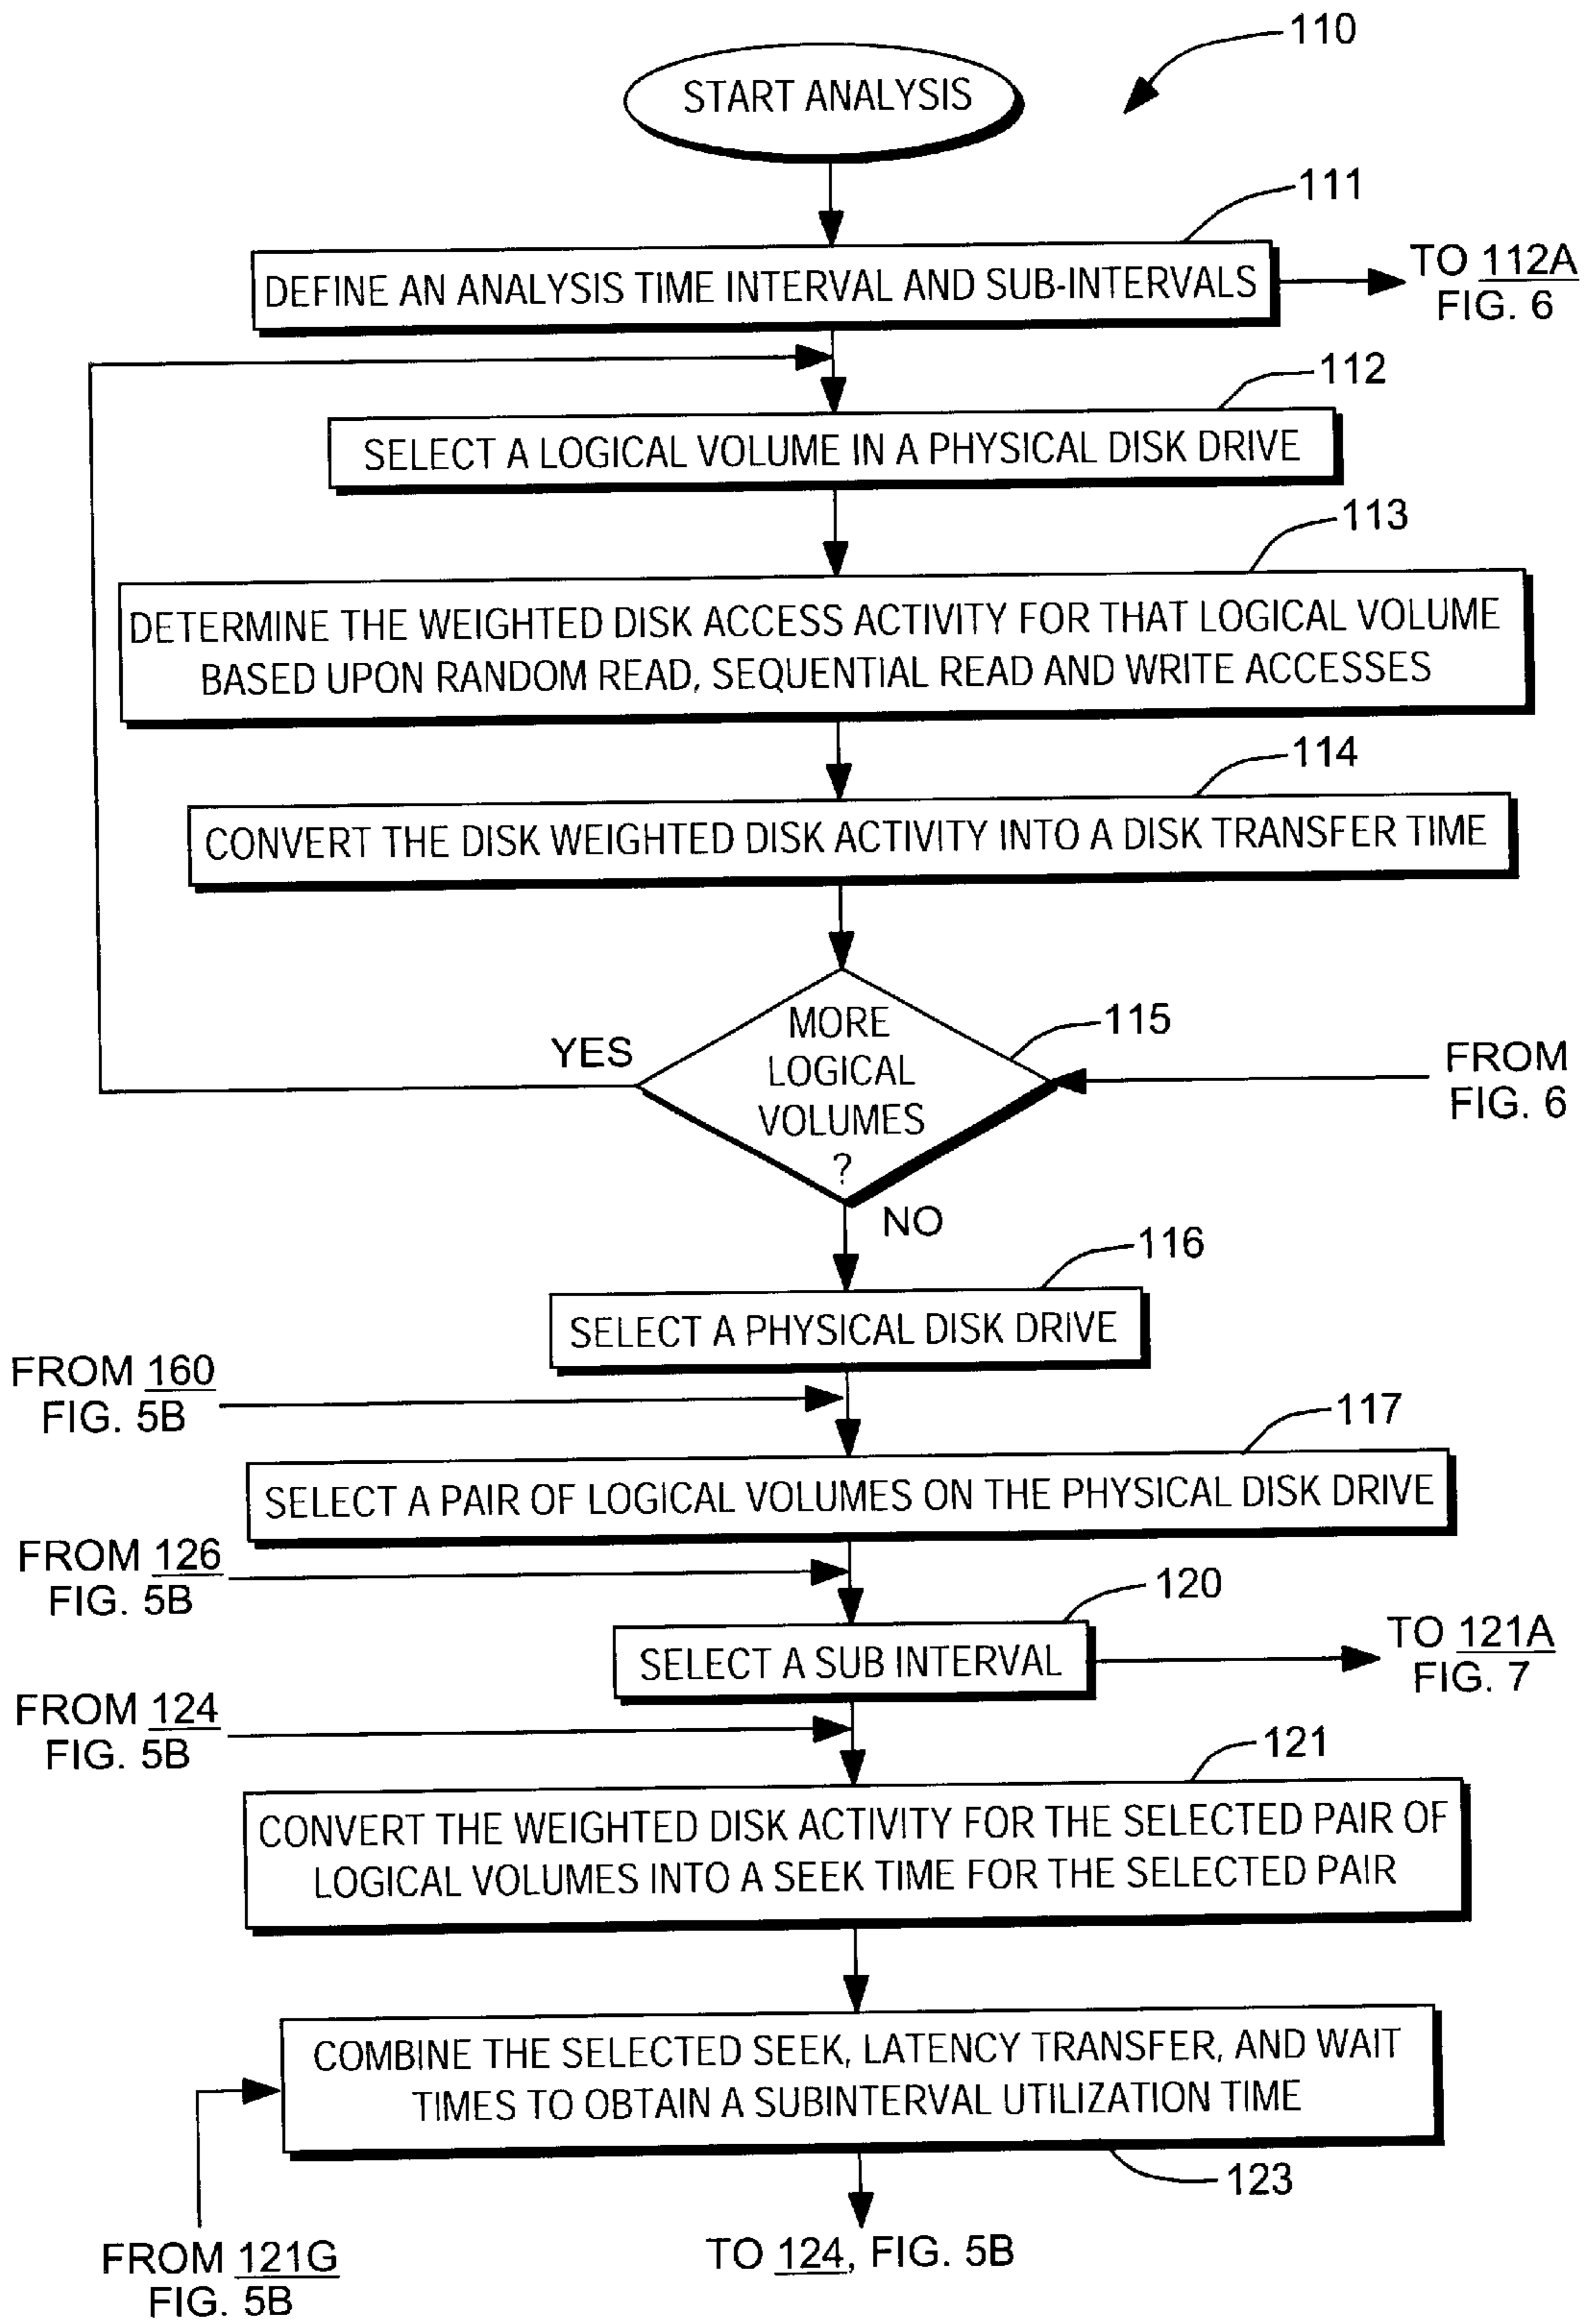 110
START ANALYSIS
111
DEFINE AN ANALYSIS TIME INTERVAL AND SUB-INTERVALS
TO 112A
FIG. 6
112
SELECT A LOGICAL VOLUME IN A PHYSICAL DISK DRIVE
113
DETERMINE THE WEIGHTED DISK ACCESS ACTIVITY FOR THAT LOGICAL VOLUME
BASED UPON RANDOM READ, SEQUENTIAL READ AND WRITE ACCESSES
114
CONVERT THE DISK WEIGHTED DISK ACTIVITY INTO A DISK TRANSFER TIME
MORE
LOGICAL
VOLUMES
?
115
YES
FROM
FIG. 6
NO
116
SELECT A PHYSICAL DISK DRIVE
FROM 160
FIG. 5B
117
SELECT A PAIR OF LOGICAL VOLUMES ON THE PHYSICAL DISK DRIVE
FROM 126
FIG. 5B
120
SELECT A SUB INTERVAL
TO 121A
FIG. 7
FROM 124
FIG. 5B
121
CONVERT THE WEIGHTED DISK ACTIVITY FOR THE SELECTED PAIR OF
LOGICAL VOLUMES INTO A SEEK TIME FOR THE SELECTED PAIR
COMBINE THE SELECTED SEEK, LATENCY TRANSFER, AND WAIT
TIMES TO OBTAIN A SUBINTERVAL UTILIZATION TIME
123
FROM 121G
FIG. 5B
TO 124, FIG. 5B